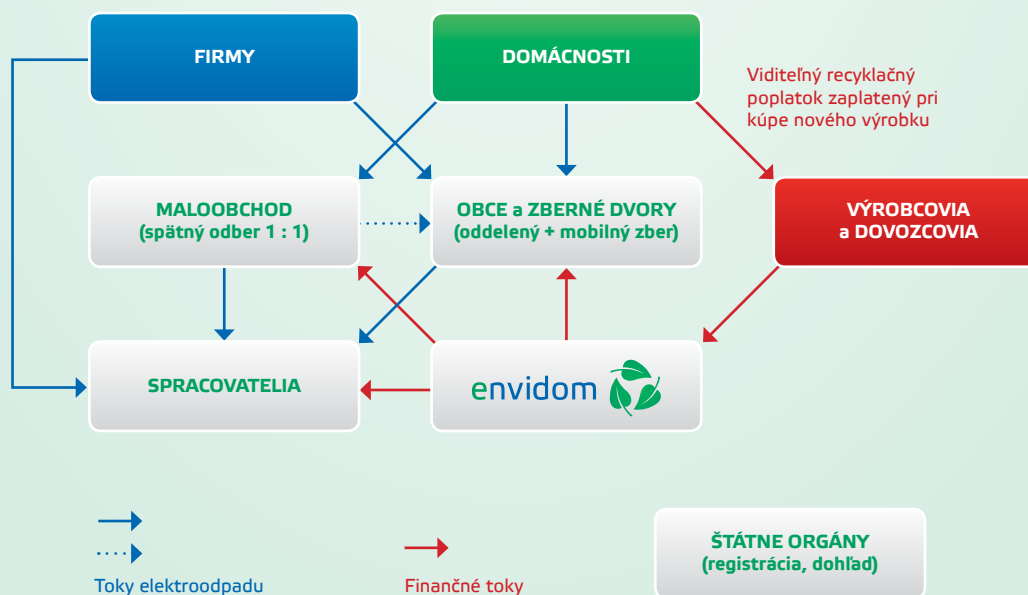 FIRMY
DOMÁCNOSTI
Viditeľný recyklačný
poplatok zaplatený pri
kúpe nového výrobku
MALOOBCHOD
(spätný odber 1 : 1)
OBCE a ZBERNÉ DVORY
(oddelený + mobilný zber)
VÝROBCOVIA
a DOVOZCOVIA
SPRACOVATELIA
envidom
Toky elektroodpadu
Finančné toky
ŠTÁTNE ORGÁNY
(registrácia, dohľad)